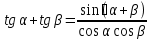 tg α + tg β = sin(α + β) / cos α cos β